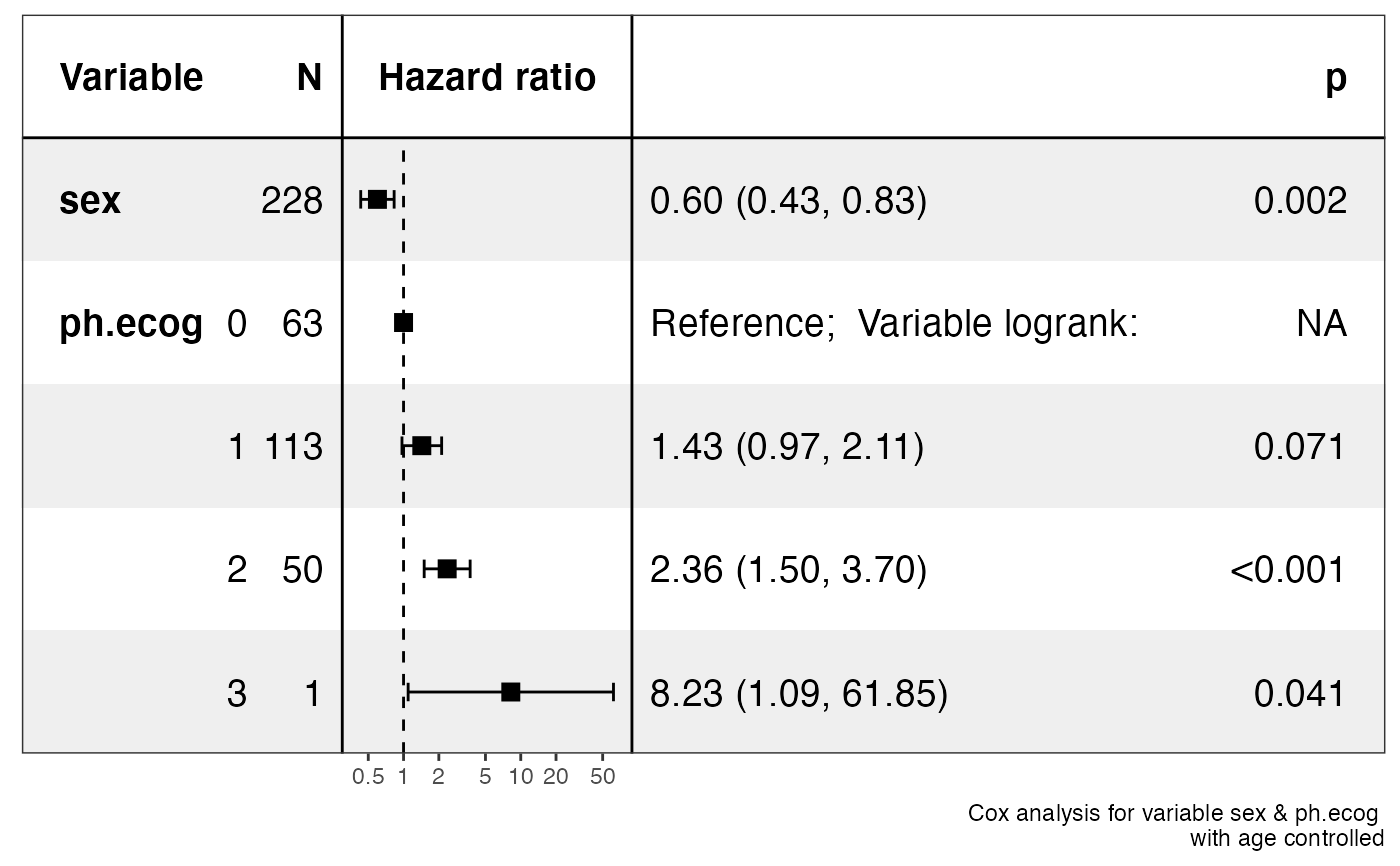 Variable N Hazard ratio p
sex 228 0.60 (0.43, 0.83) 0.002
ph.ecog 0 63 Reference;  Variable logrank: NA
1 113 1.43 (0.97, 2.11) 0.071
2 50 2.36 (1.50, 3.70) <0.001
3 1 8.23 (1.09, 61.85) 0.041
0.5 1 2 5 10 20 50
Cox analysis for variable sex & ph.ecog
with age controlled